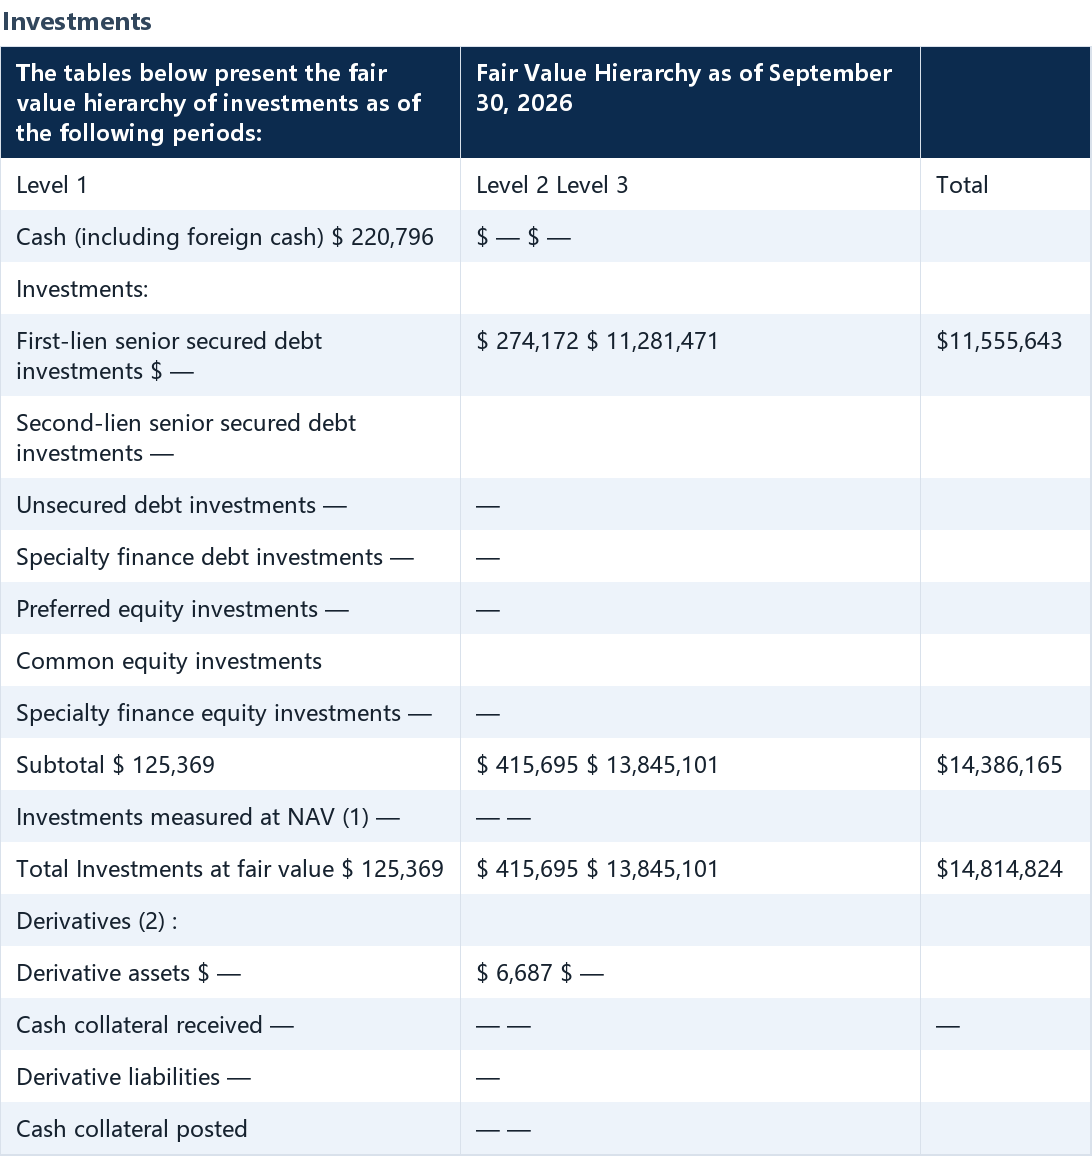 Investments
The tables below present the fair
value hierarchy of investments as of
the following periods:
Fair Value Hierarchy as of September
30, 2026
Level 1
Level 2 Level 3
Total
Cash (including foreign cash) $ 220,796
$ — $ —
Investments:
First-lien senior secured debt
investments $ —
$ 274,172 $ 11,281,471
$11,555,643
Second-lien senior secured debt
investments —
Unsecured debt investments —
—
Specialty finance debt investments —
—
Preferred equity investments —
—
Common equity investments
Specialty finance equity investments —
—
Subtotal $ 125,369
$ 415,695 $ 13,845,101
$14,386,165
Investments measured at NAV (1) —
— —
Total Investments at fair value $ 125,369
$ 415,695 $ 13,845,101
$14,814,824
Derivatives (2) :
Derivative assets $ —
$ 6,687 $ —
Cash collateral received —
— —
—
Derivative liabilities —
—
Cash collateral posted
— —